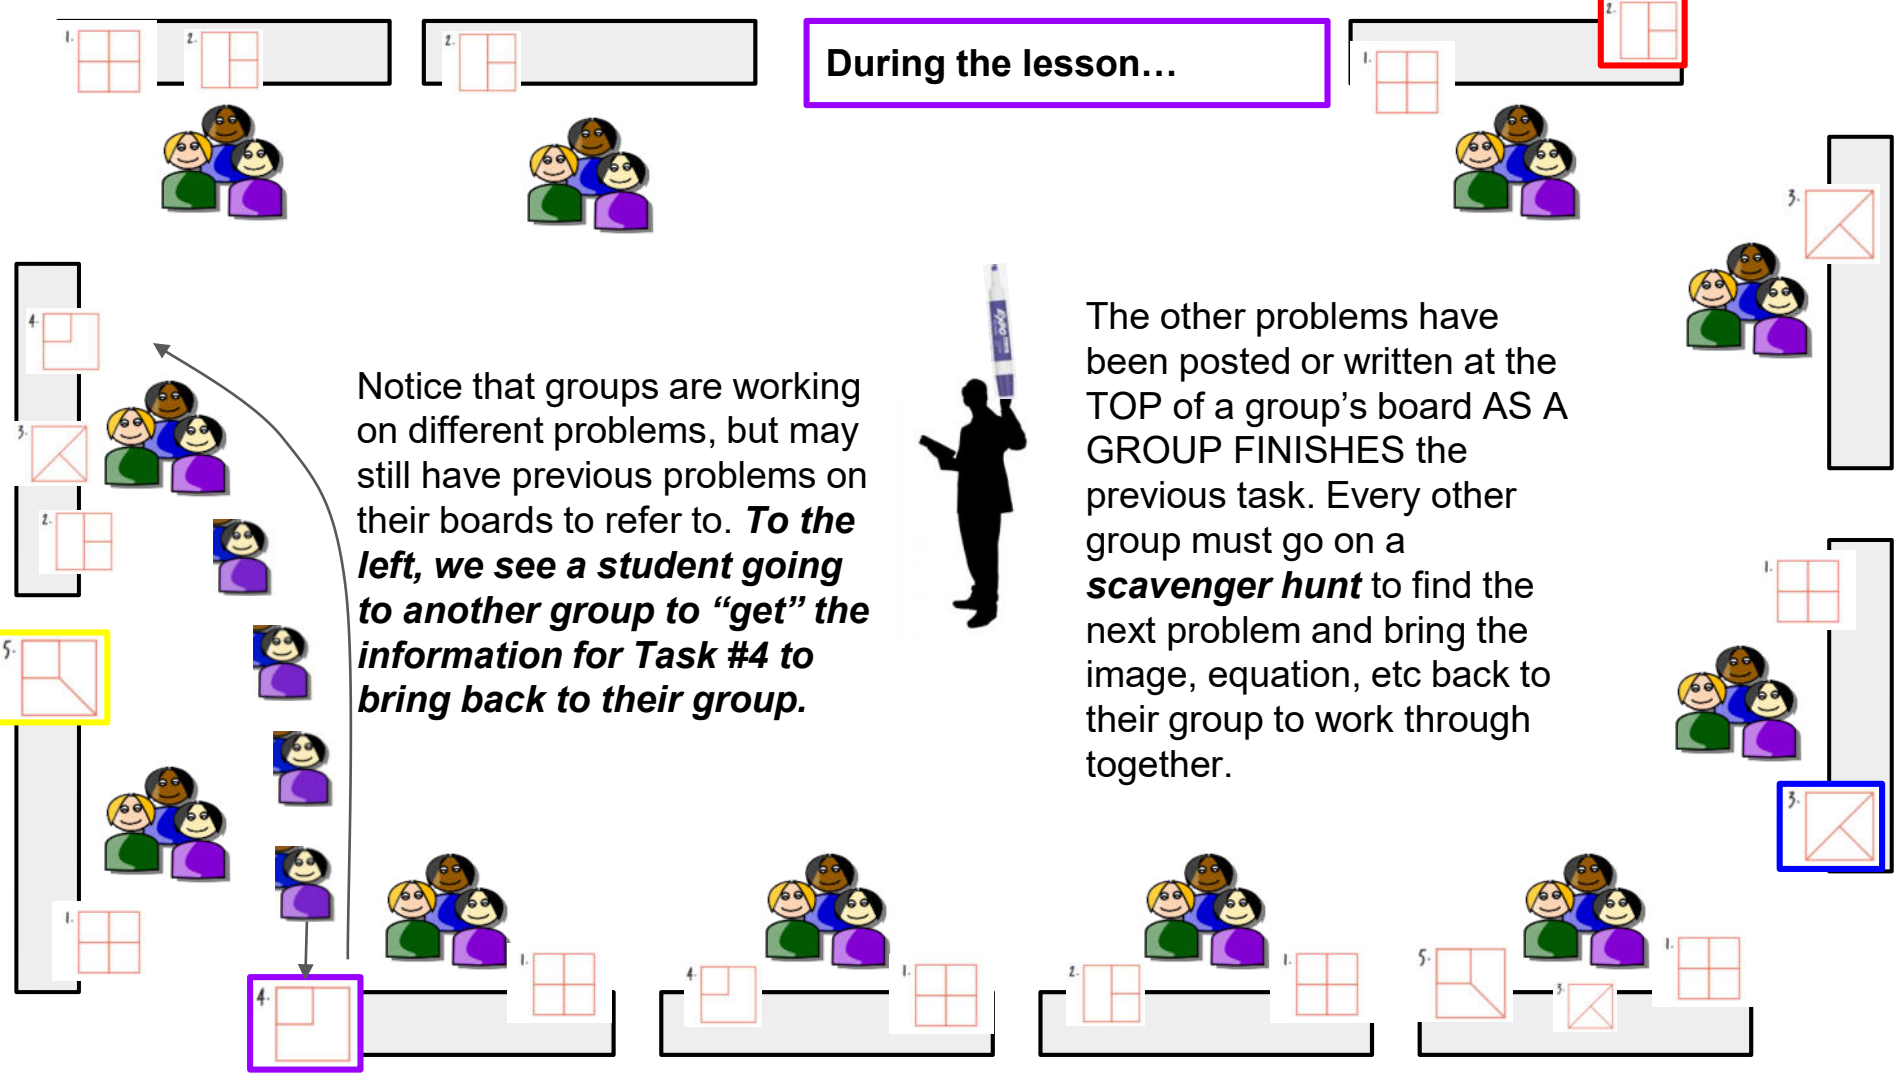 During the lesson…
1.
2.
2.
1.
2.
3.
4.
3.
2.
5.
1.
Notice that groups are working
on different problems, but may
still have previous problems on
their boards to refer to. To the
left, we see a student going
to another group to “get” the
information for Task #4 to
bring back to their group.
EXPO
The other problems have
been posted or written at the
TOP of a group’s board AS A
GROUP FINISHES the
previous task. Every other
group must go on a
scavenger hunt to find the
next problem and bring the
image, equation, etc back to
their group to work through
together.
1.
3.
4.
1.
4.
1.
2.
1.
5.
3.
1.